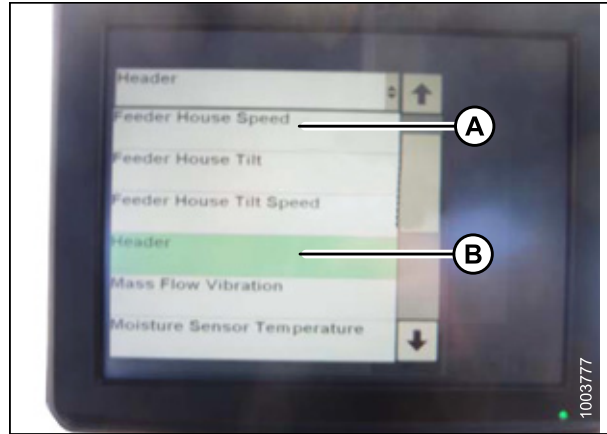 Header
Feeder House Speed
A
Feeder House Tilt
Feeder House Tilt Speed
Header
B
Mass Flow Vibration
Moisture Sensor Temperature
1003777